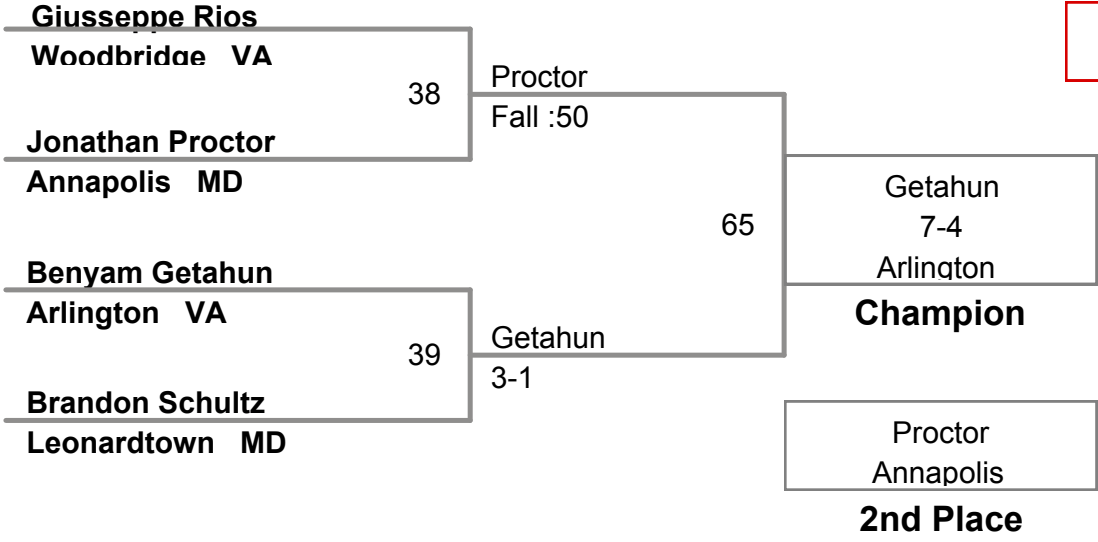 Giusseppe Rios
Woodbridge VA
38
Proctor
Fall :50
Jonathan Proctor
Annapolis MD
65
Getahun
7-4
Arlington
Champion
Benyam Getahun
Arlington VA
39
Getahun
3-1
Brandon Schultz
Leonardtown MD
Proctor
Annapolis
2nd Place